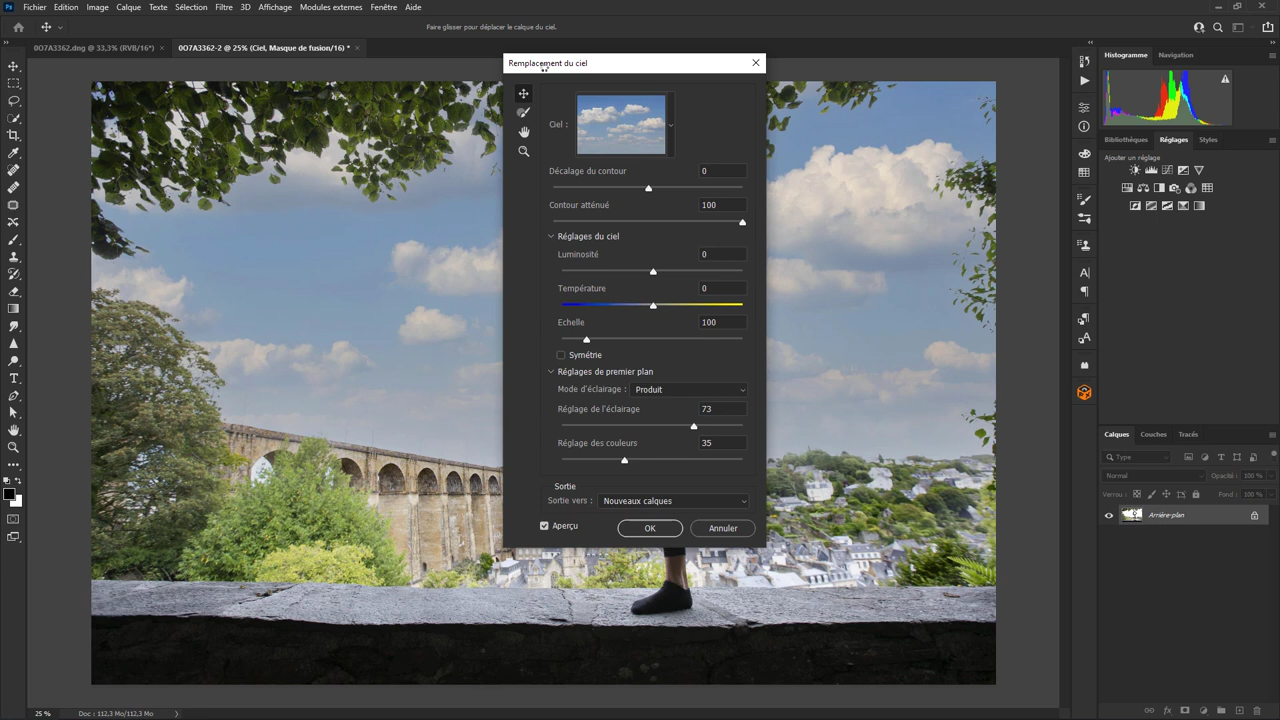 Ps Fichier Edition Image Calque Texte Sélection Filtre 3D Affichage Modules externes Fenêtre Aide
Faire glisser pour déplacer le calque du ciel.
0O7A3362.dng @ 33,3% (RVB/16*) ×
0O7A3362-2 @ 25% (Ciel, Masque de fusion/16) * ×
Remplacement du ciel
Ciel :
Décalage du contour 0
Contour atténué 100
Réglages du ciel
Luminosité 0
Température 0
Echelle 100
Symétrie
Réglages de premier plan
Mode d'éclairage : Produit
Réglage de l'éclairage 73
Réglage des couleurs 35
Sortie
Sortie vers : Nouveaux calques
Aperçu
OK
Annuler
Histogramme Navigation
Bibliothèques Réglages Styles
Ajouter un réglage
Calques Couches Tracés
Type
Normal Opacité : 100 %
Verrou : Fond : 100 %
Arrière-plan
25 % Doc : 112,3 Mo/112,3 Mo